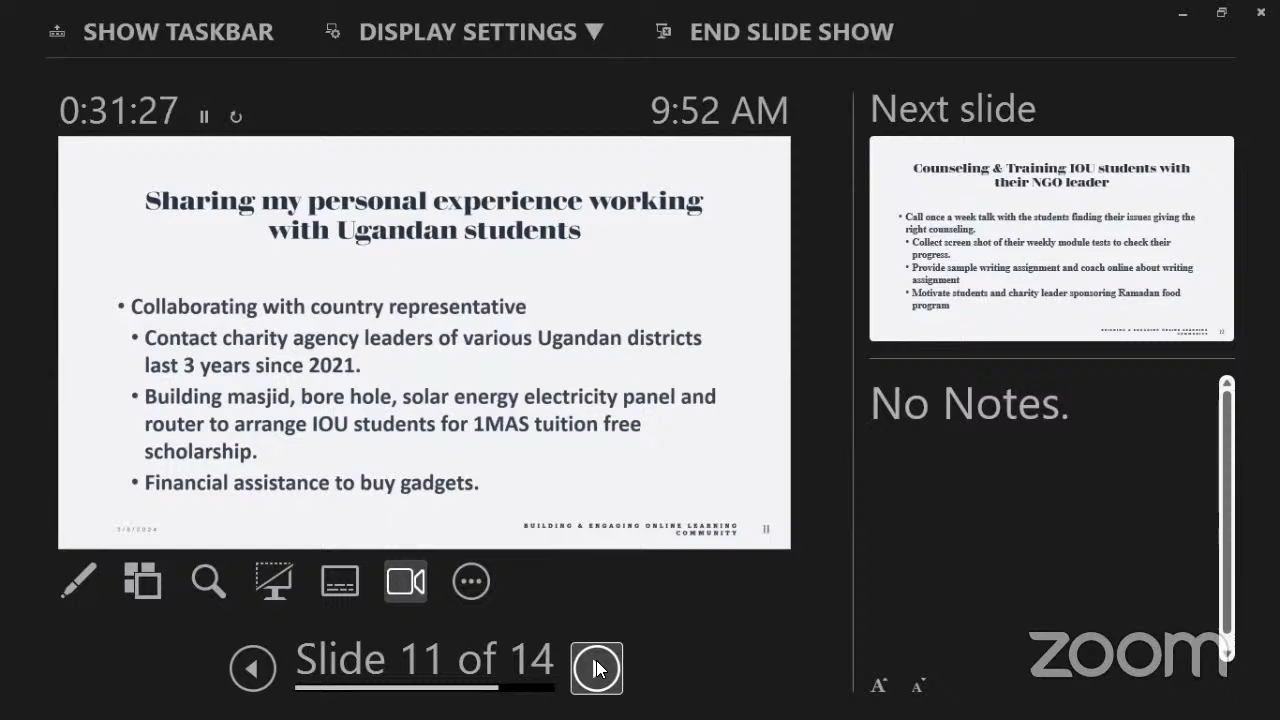 SHOW TASKBAR
DISPLAY SETTINGS ▼
END SLIDE SHOW
0:31:27
9:52 AM
Sharing my personal experience working
with Ugandan students
• Collaborating with country representative
• Contact charity agency leaders of various Ugandan districts
last 3 years since 2021.
• Building masjid, bore hole, solar energy electricity panel and
router to arrange IOU students for 1MAS tuition free
scholarship.
• Financial assistance to buy gadgets.
BUILDING & ENGAGING ONLINE LEARNING
COMMUNITY
11
Slide 11 of 14
Next slide
Counseling & Training IOU students with
their NGO leader
• Call once a week talk with the students finding their issues giving the
right counseling.
• Collect screen shot of their weekly module tests to check their
progress.
• Provide sample writing assignment and coach online about writing
assignment
• Motivate students and charity leader sponsoring Ramadan food
program
BUILDING & ENGAGING ONLINE LEARNING
COMMUNITY
12
No Notes.
zoom
A A